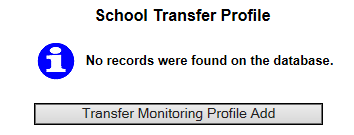 School Transfer Profile
No records were found on the database.
Transfer Monitoring Profile Add